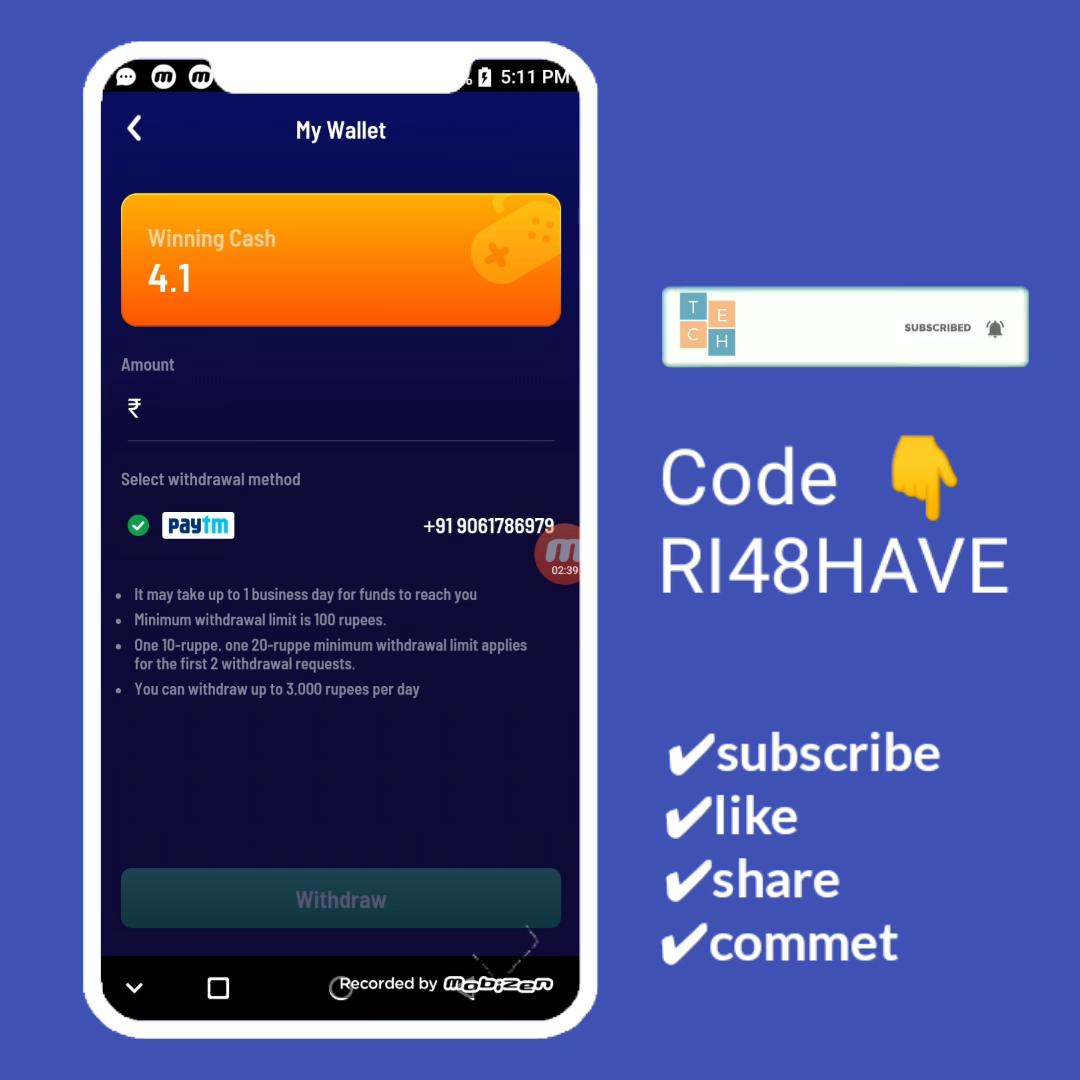 5:11 PM
My Wallet
Winning Cash
4.1
Amount
₹
Select withdrawal method
paytm
+91 9061786979
02:39
It may take up to 1 business day for funds to reach you
Minimum withdrawal limit is 100 rupees.
One 10-ruppe. one 20-ruppe minimum withdrawal limit applies
for the first 2 withdrawal requests.
You can withdraw up to 3,000 rupees per day
Withdraw
Recorded by mobizen
TECH
SUBSCRIBED
Code 👇
RI48HAVE
✔subscribe
✔like
✔share
✔commet